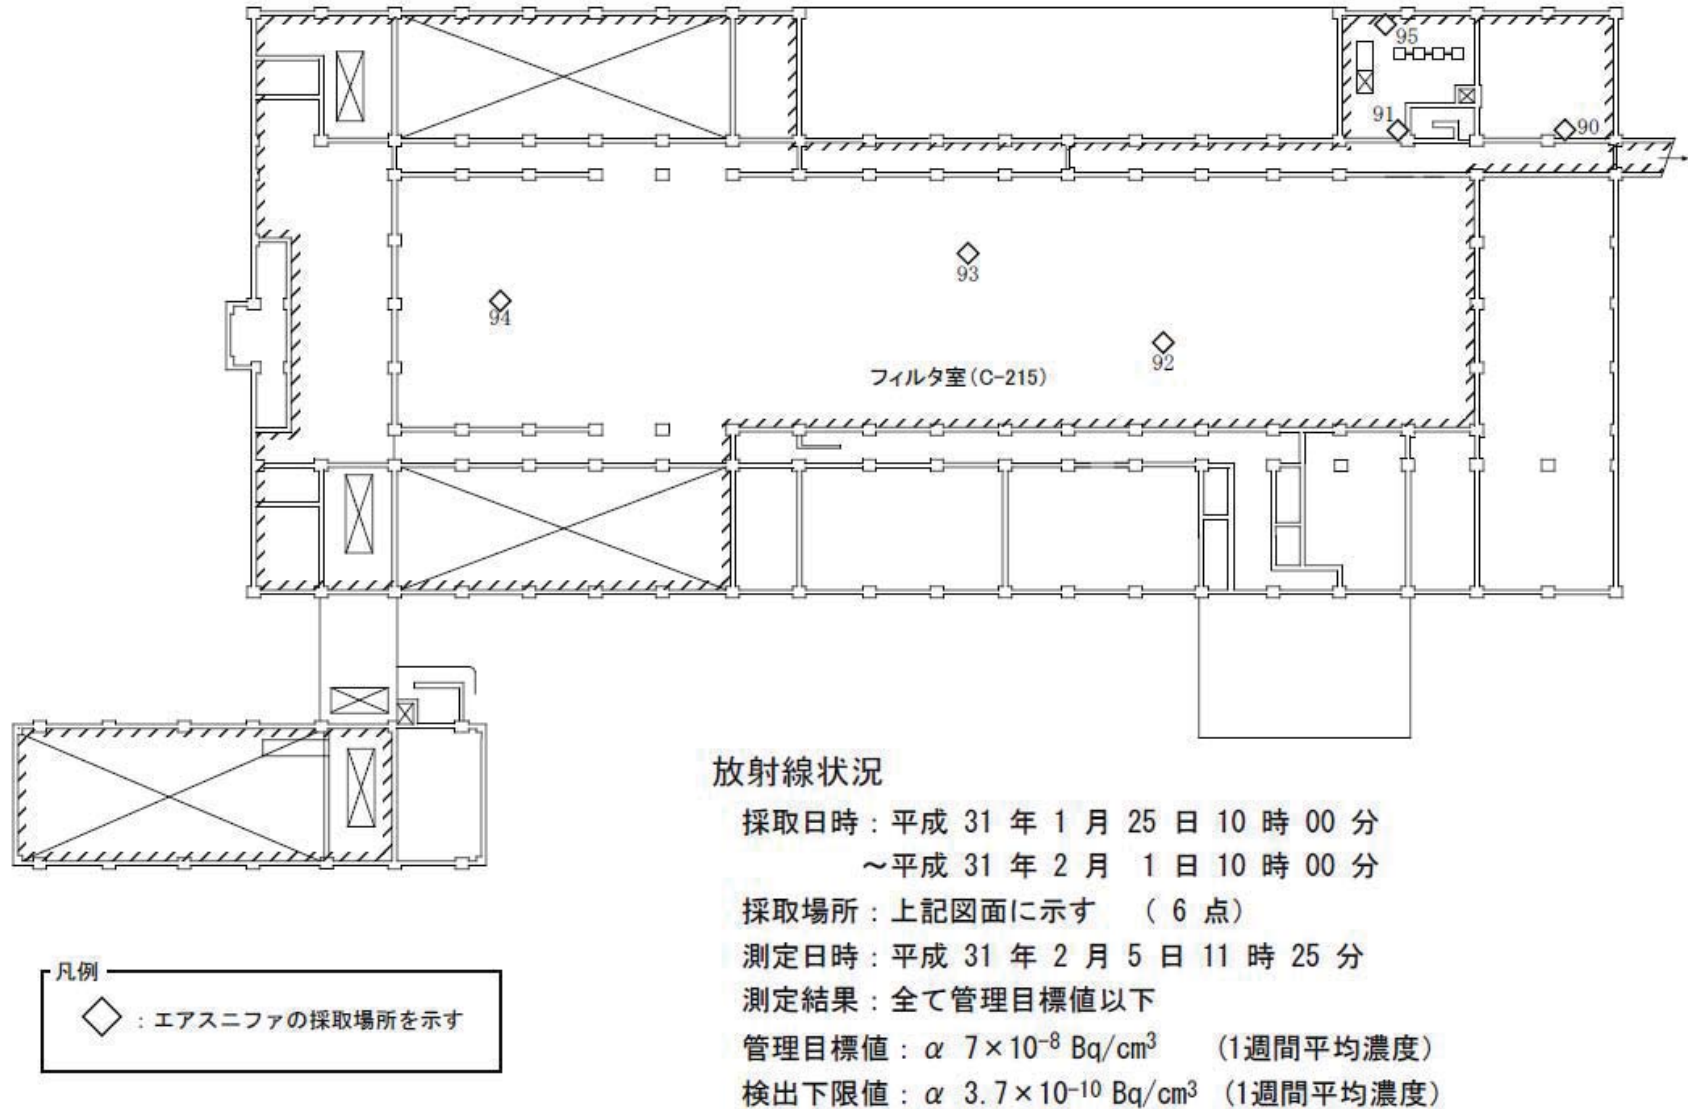 95
91
90
93
94
92
フィルタ室(C-215)
放射線状況
採取日時:平成 31 年 1 月 25 日 10 時 00 分
～平成 31 年 2 月 1 日 10 時 00 分
採取場所:上記図面に示す ( 6 点)
測定日時:平成 31 年 2 月 5 日 11 時 25 分
測定結果:全て管理目標値以下
管理目標値:α 7×10⁻⁸ Bq/cm³ (1週間平均濃度)
検出下限値:α 3.7×10⁻¹⁰ Bq/cm³ (1週間平均濃度)
凡例
◇:エアスニファの採取場所を示す